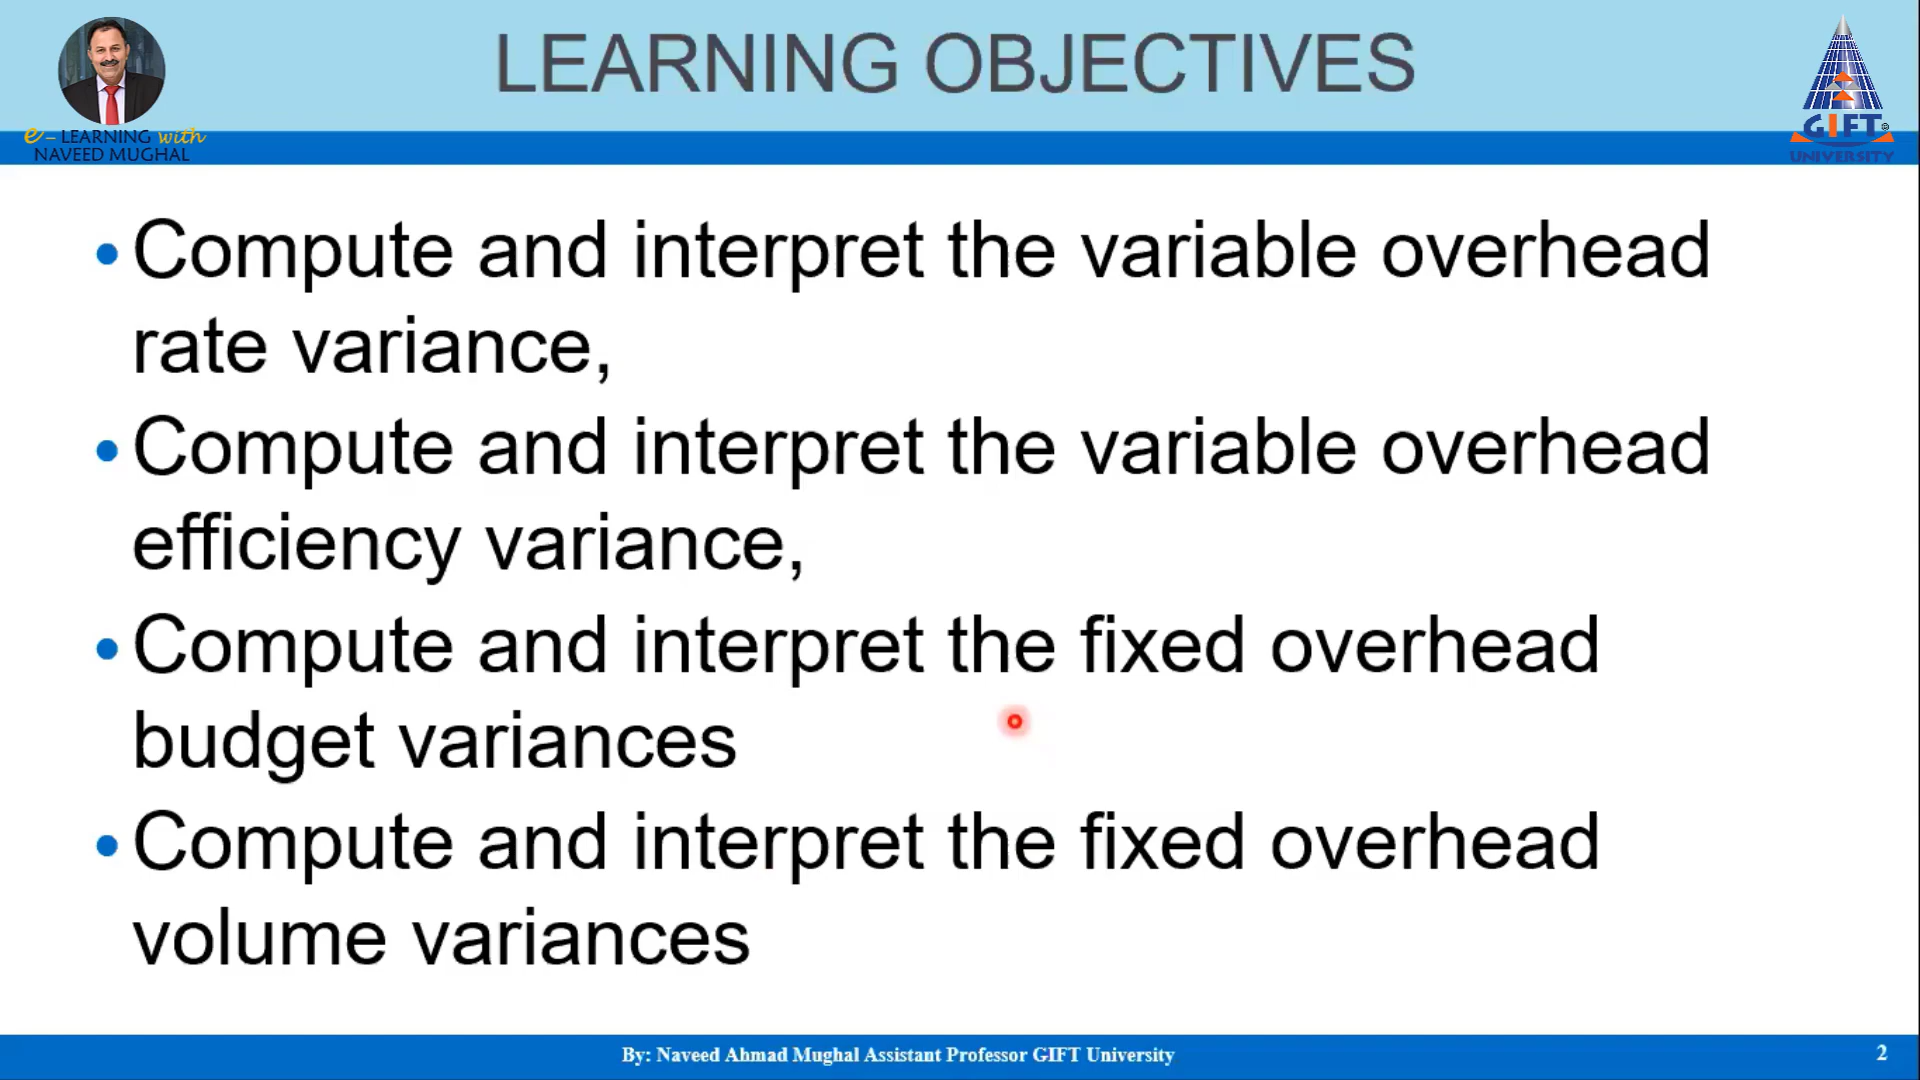 LEARNING OBJECTIVES
e-LEARNING with
NAVEED MUGHAL
GIFT©
UNIVERSITY
• Compute and interpret the variable overhead
rate variance,
• Compute and interpret the variable overhead
efficiency variance,
• Compute and interpret the fixed overhead
budget variances
• Compute and interpret the fixed overhead
volume variances
By: Naveed Ahmad Mughal Assistant Professor GIFT University
2